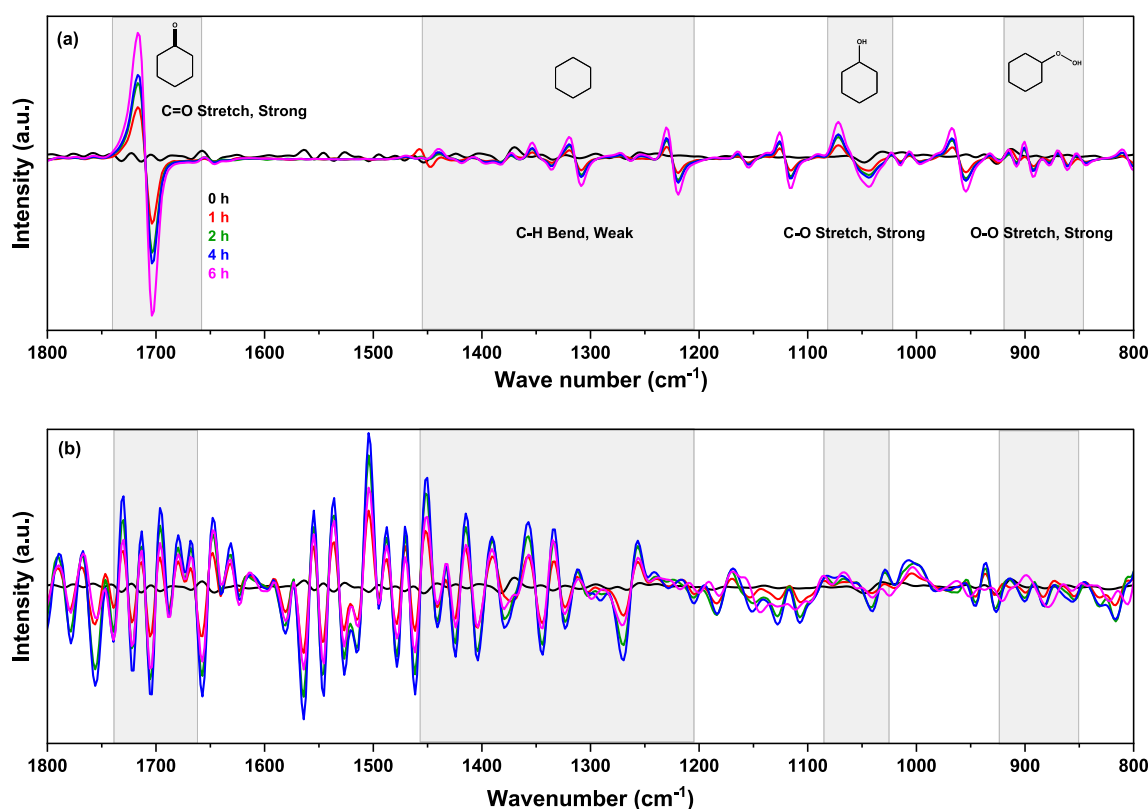 (a)
O
OH
O
OH
C=O Stretch, Strong
0 h
1 h
2 h
4 h
6 h
C-H Bend, Weak
C-O Stretch, Strong
O-O Stretch, Strong
Intensity (a.u.)
1800 1700 1600 1500 1400 1300 1200 1100 1000 900 800
Wave number (cm⁻¹)
(b)
Intensity (a.u.)
1800 1700 1600 1500 1400 1300 1200 1100 1000 900 800
Wavenumber (cm⁻¹)